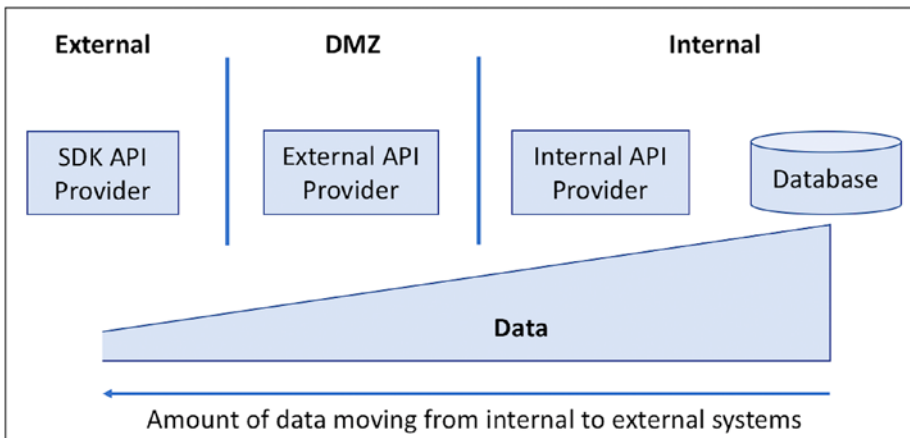 External
DMZ
Internal
SDK API
Provider
External API
Provider
Internal API
Provider
Database
Data
Amount of data moving from internal to external systems